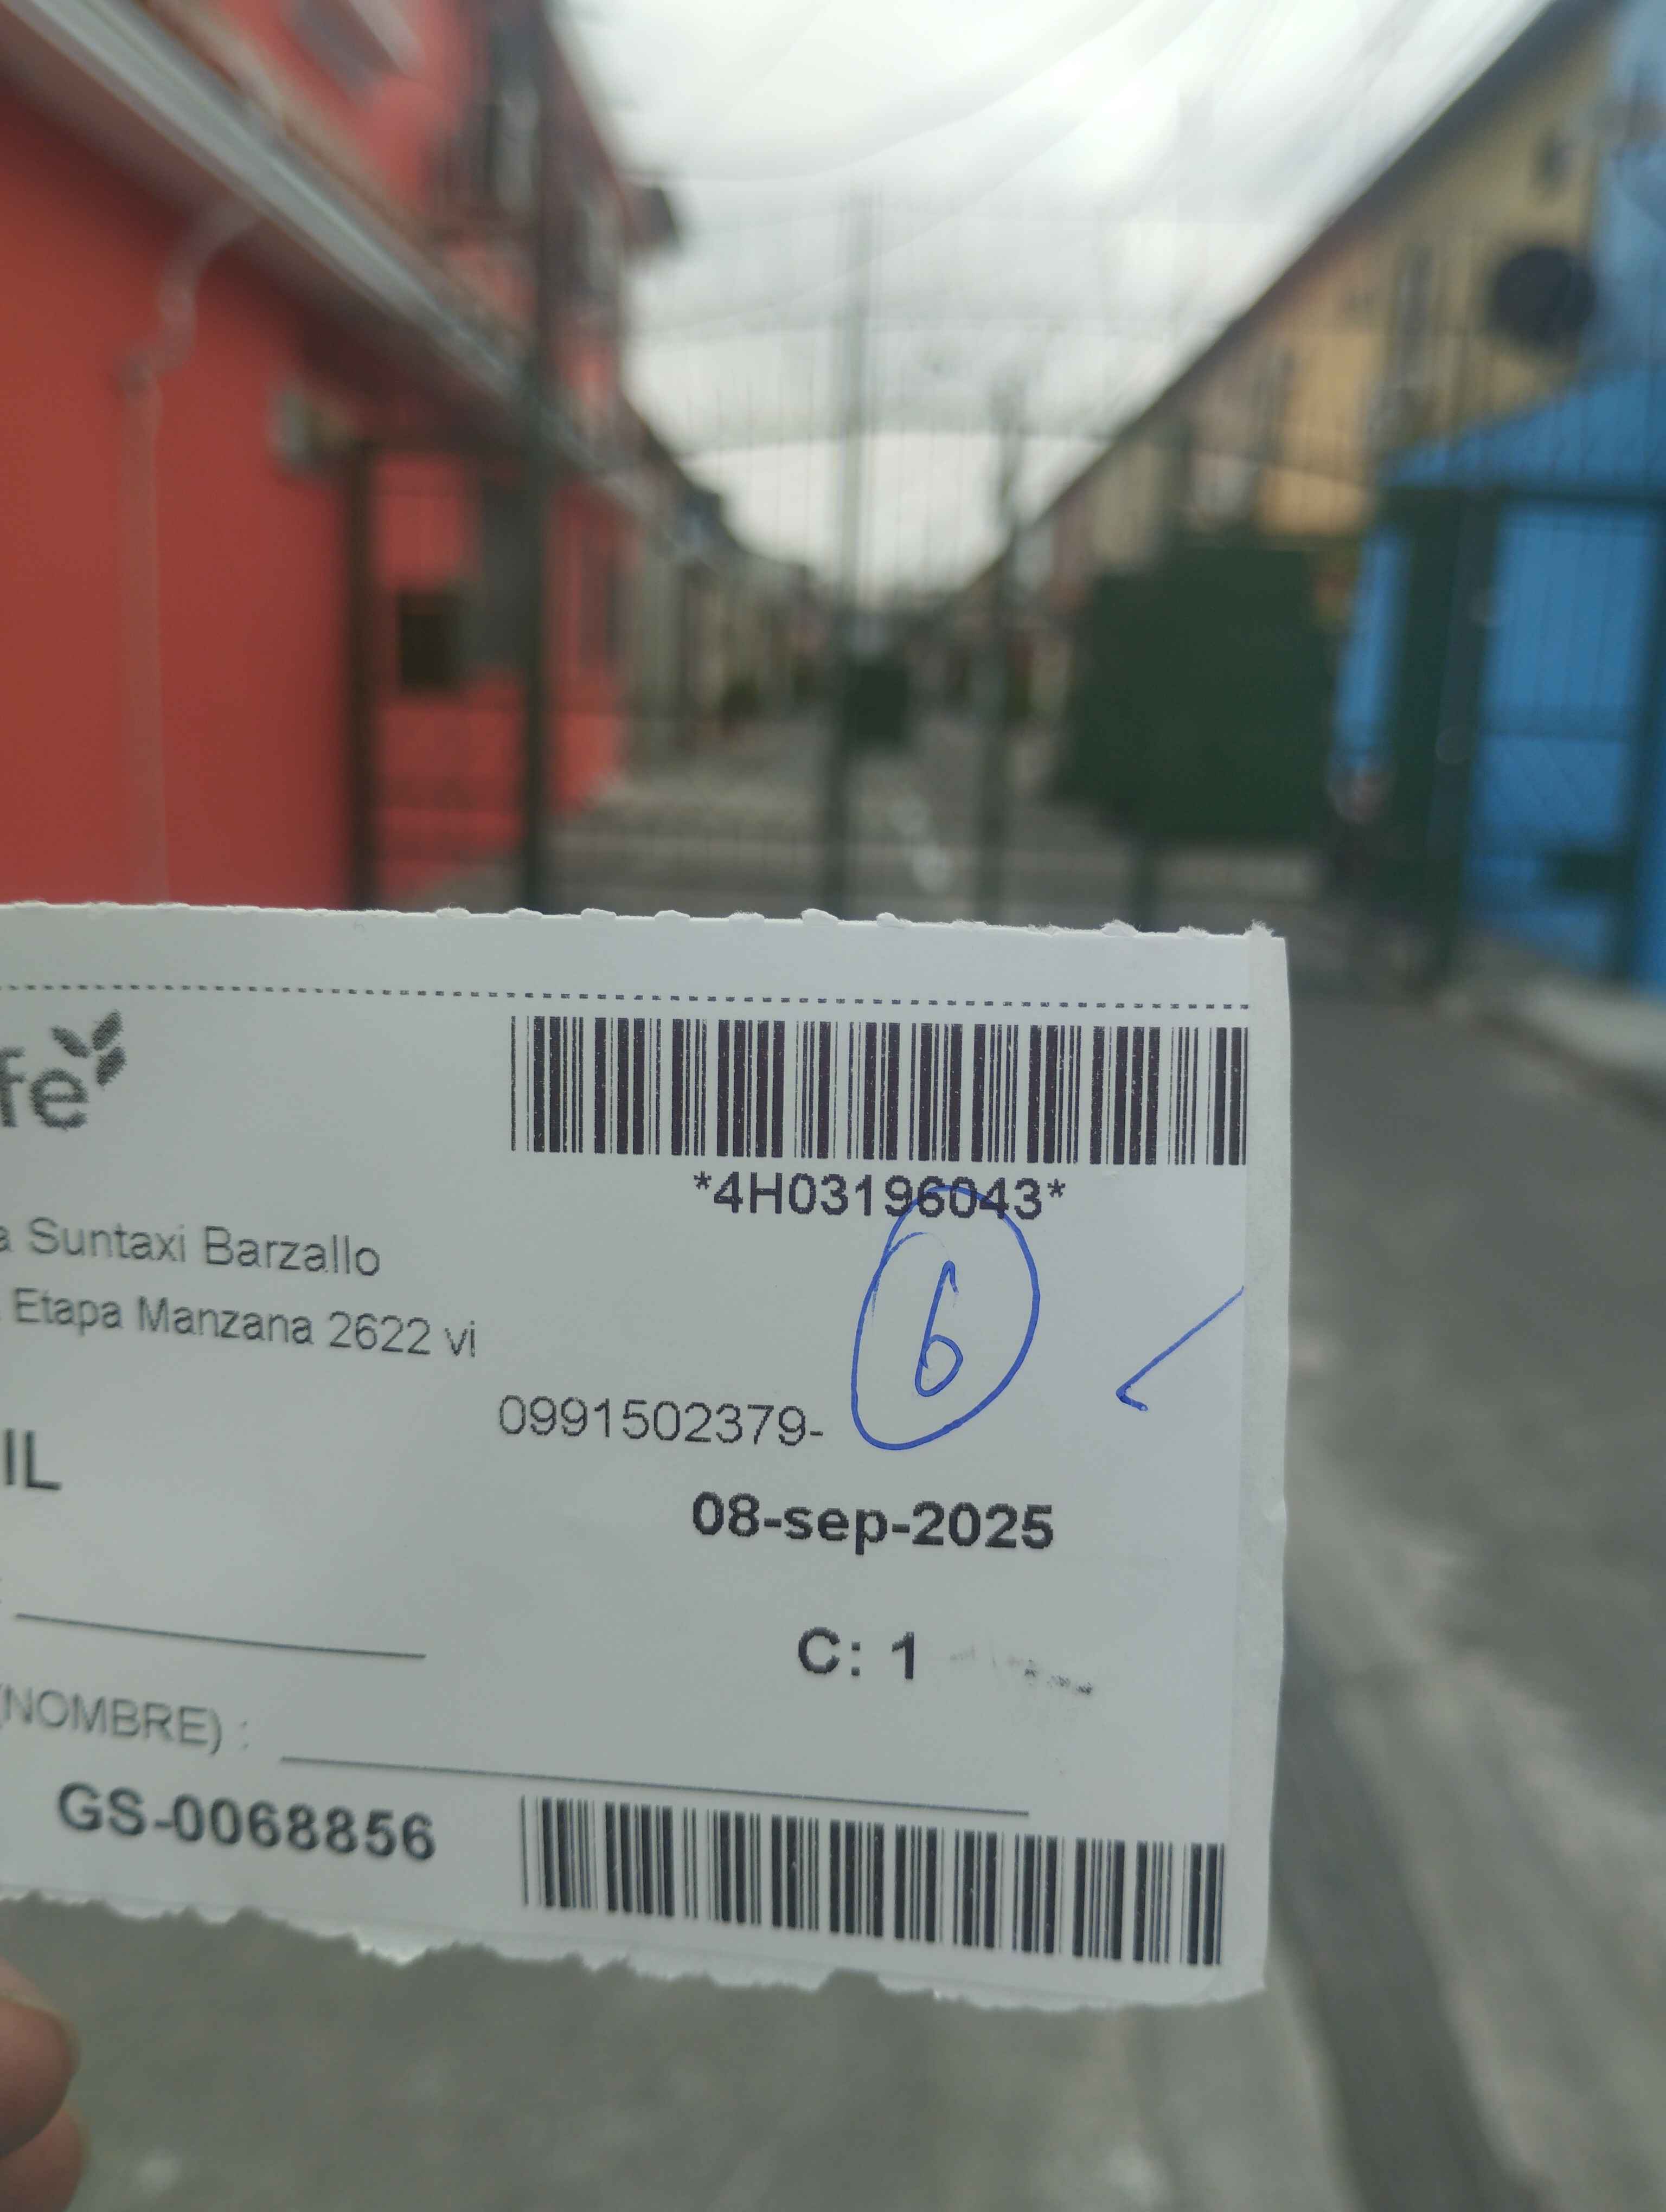 fe
*4H03196043*
a Suntaxi Barzallo
6
Etapa Manzana 2622 vi
0991502379-
IL
08-sep-2025
C: 1
(NOMBRE) :
GS-0068856